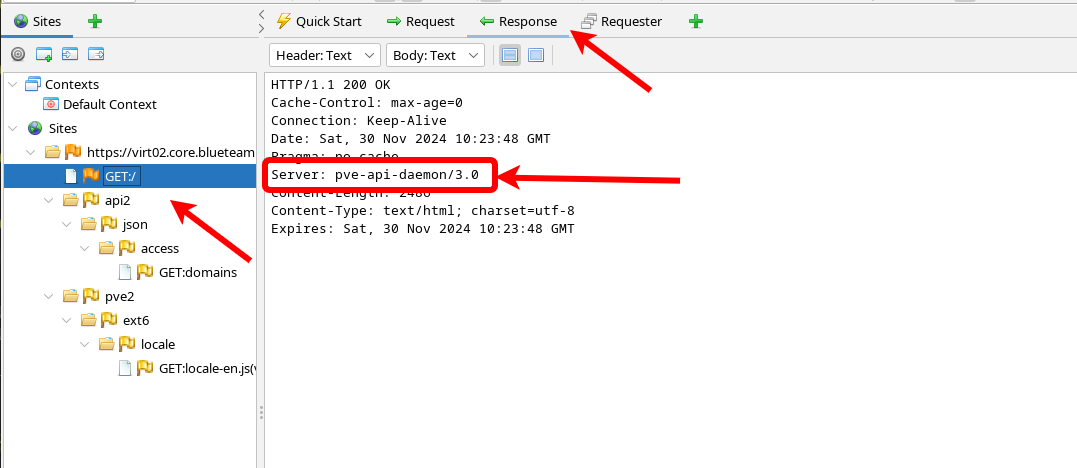 Sites
Quick Start
Request
Response
Requester
Header: Text
Body: Text
Contexts
Default Context
Sites
https://virt02.core.blueteam
GET:/
api2
json
access
GET:domains
pve2
ext6
locale
GET:locale-en.js(v
HTTP/1.1 200 OK
Cache-Control: max-age=0
Connection: Keep-Alive
Date: Sat, 30 Nov 2024 10:23:48 GMT
Pragma: no-cache
Server: pve-api-daemon/3.0
Content-Length: 2486
Content-Type: text/html; charset=utf-8
Expires: Sat, 30 Nov 2024 10:23:48 GMT